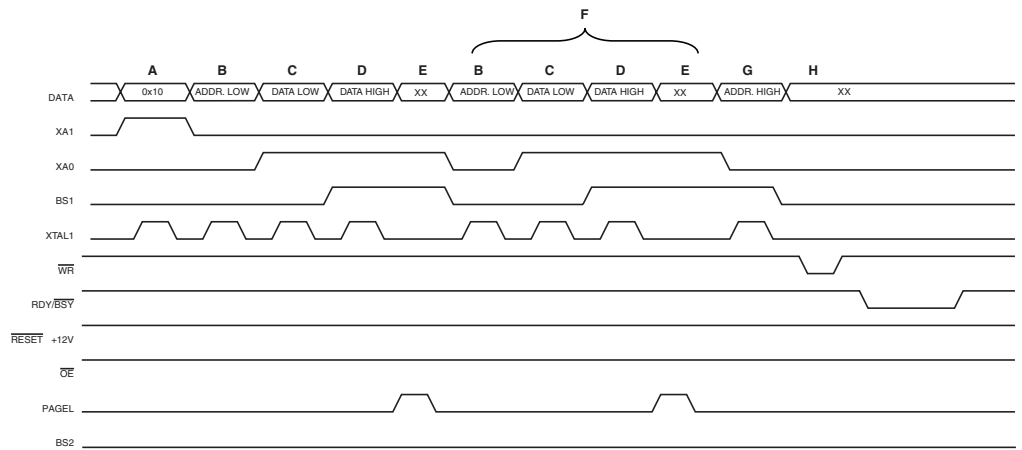 F
A B C D E B C D E G H
DATA 0x10 ADDR. LOW DATA LOW DATA HIGH XX ADDR. LOW DATA LOW DATA HIGH XX ADDR. HIGH XX
XA1
XA0
BS1
XTAL1
WR
RDY/BSY
RESET +12V
OE
PAGEL
BS2